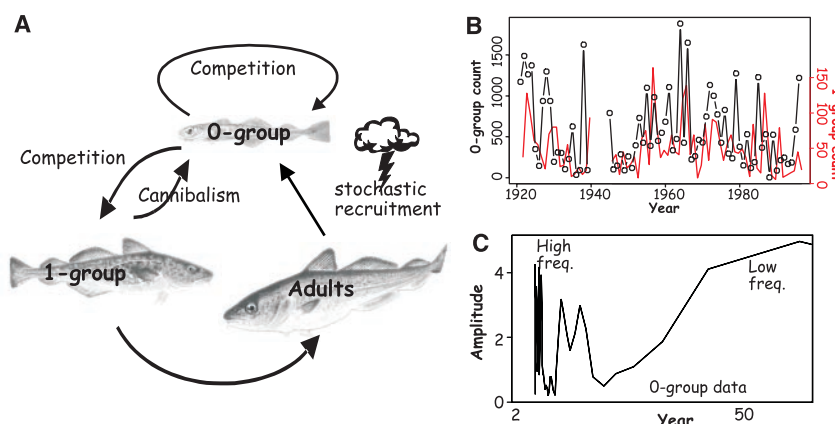 A
Competition
0-group
Competition
Cannibalism
stochastic
recruitment
1-group
Adults
B
0-group count
1500
1000
500
0
150
100
50
0
1920
1940
1960
1980
Year
C
High
freq.
Low
freq.
Amplitude
4
2
0
0-group data
2
50
Year